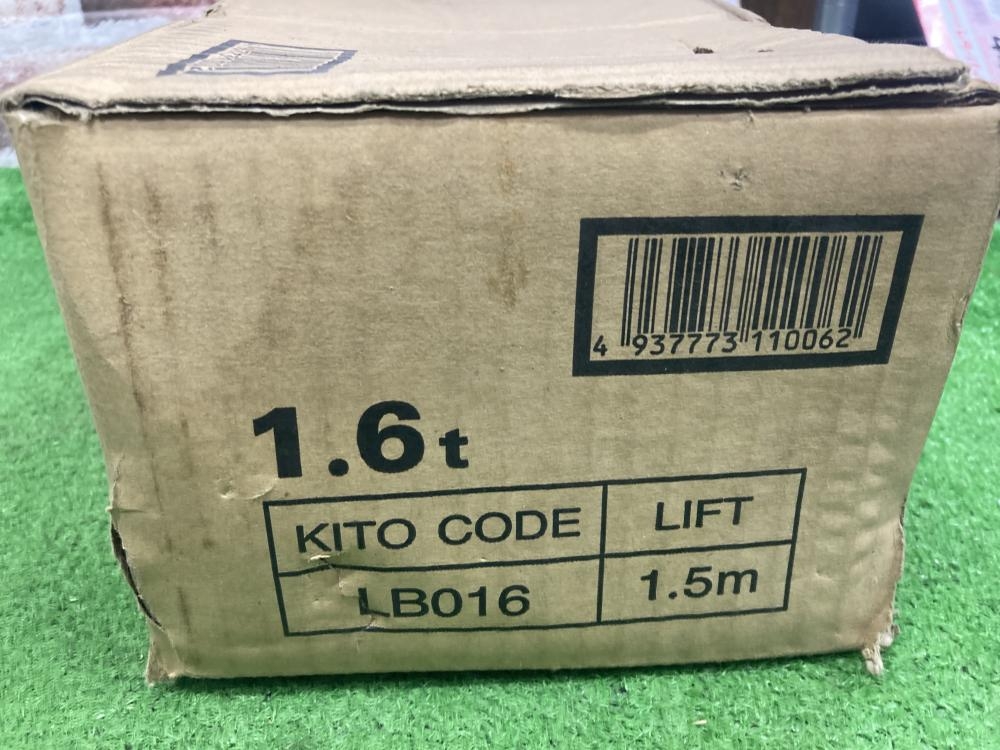 4 937773 110062
1.6t
KITO CODE LIFT
LB016 1.5m